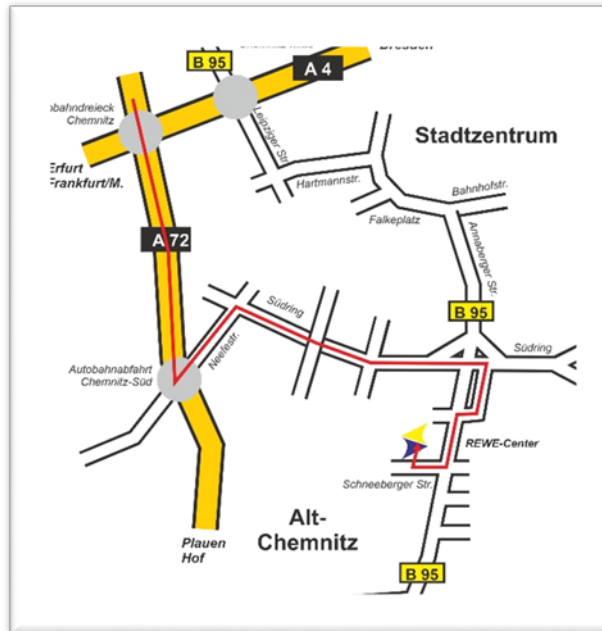 Dresden
B 95
A 4
obahndreieck
Chemnitz
Leipziger Str.
Stadtzentrum
Erfurt
Frankfurt/M.
Hartmannstr.
Bahnhofstr.
Falkeplatz
Annaberger Str.
A 72
Südring
B 95
Neefestr.
Südring
Autobahnabfahrt
Chemnitz-Süd
REWE-Center
Schneeberger Str.
Alt-
Chemnitz
Plauen
Hof
B 95